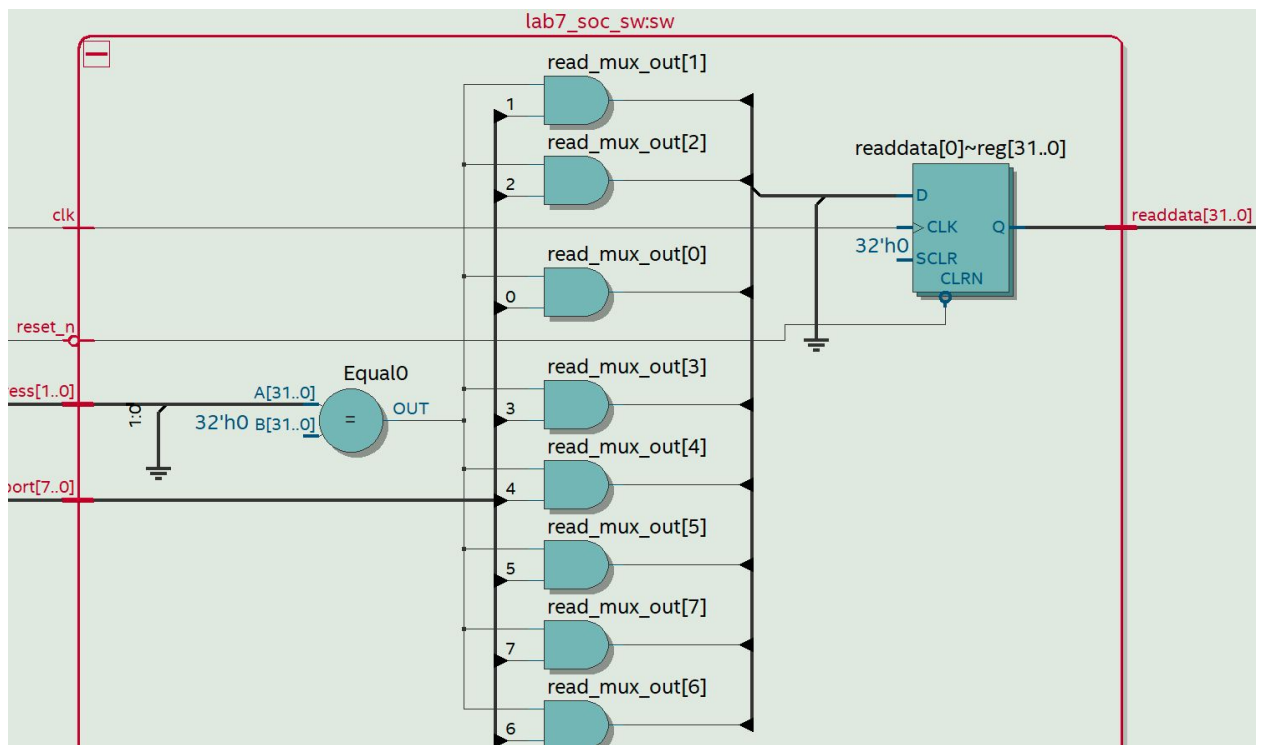 lab7_soc_sw:sw
read_mux_out[1]
1
read_mux_out[2]
2
readdata[0]~reg[31..0]
D
clk
CLK
Q
readdata[31..0]
32'h0
SCLR
read_mux_out[0]
CLRN
0
reset_n
read_mux_out[3]
Equal0
ess[1..0]
1:0
A[31..0]
=
OUT
32'h0
B[31..0]
3
read_mux_out[4]
port[7..0]
4
read_mux_out[5]
5
read_mux_out[7]
7
read_mux_out[6]
6